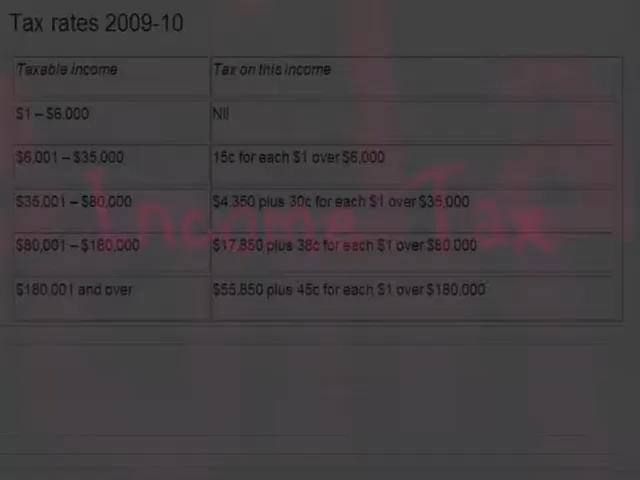 Tax rates 2009-10
Taxable income Tax on this income
$1 – $6,000 Nil
$6,001 – $35,000 15c for each $1 over $6,000
$35,001 – $80,000 $4,350 plus 30c for each $1 over $35,000
Income Tax
$80,001 – $180,000 $17,850 plus 38c for each $1 over $80,000
$180,001 and over $55,850 plus 45c for each $1 over $180,000